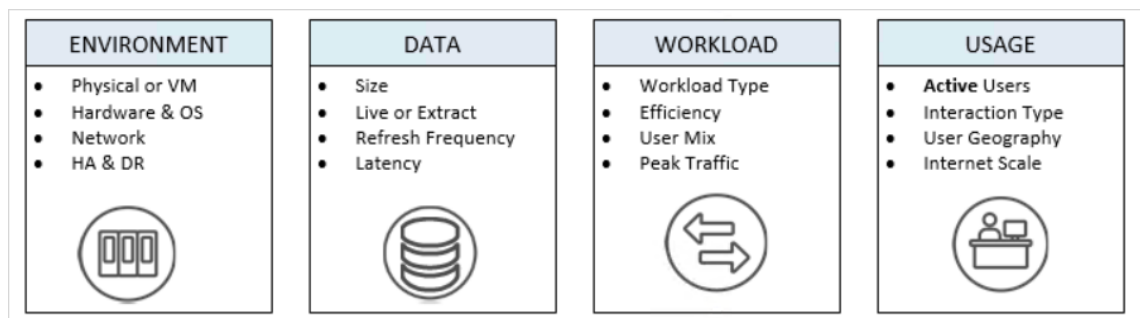 ENVIRONMENT
• Physical or VM
• Hardware & OS
• Network
• HA & DR
DATA
• Size
• Live or Extract
• Refresh Frequency
• Latency
WORKLOAD
• Workload Type
• Efficiency
• User Mix
• Peak Traffic
USAGE
• Active Users
• Interaction Type
• User Geography
• Internet Scale